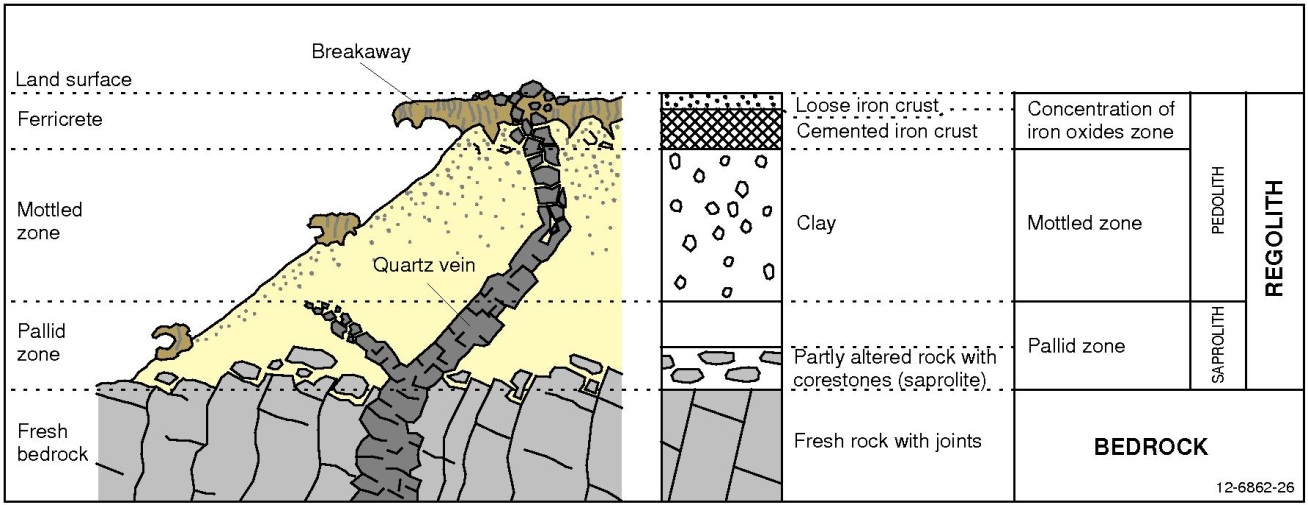 Breakaway
Land surface
Ferricrete
Mottled
zone
Quartz vein
Pallid
zone
Fresh
bedrock
Loose iron crust
Cemented iron crust
Clay
Partly altered rock with
corestones (saprolite)
Fresh rock with joints
Concentration of
iron oxides zone
Mottled zone
Pallid zone
PEDOLITH
SAPROLITH
REGOLITH
BEDROCK
12-6862-26